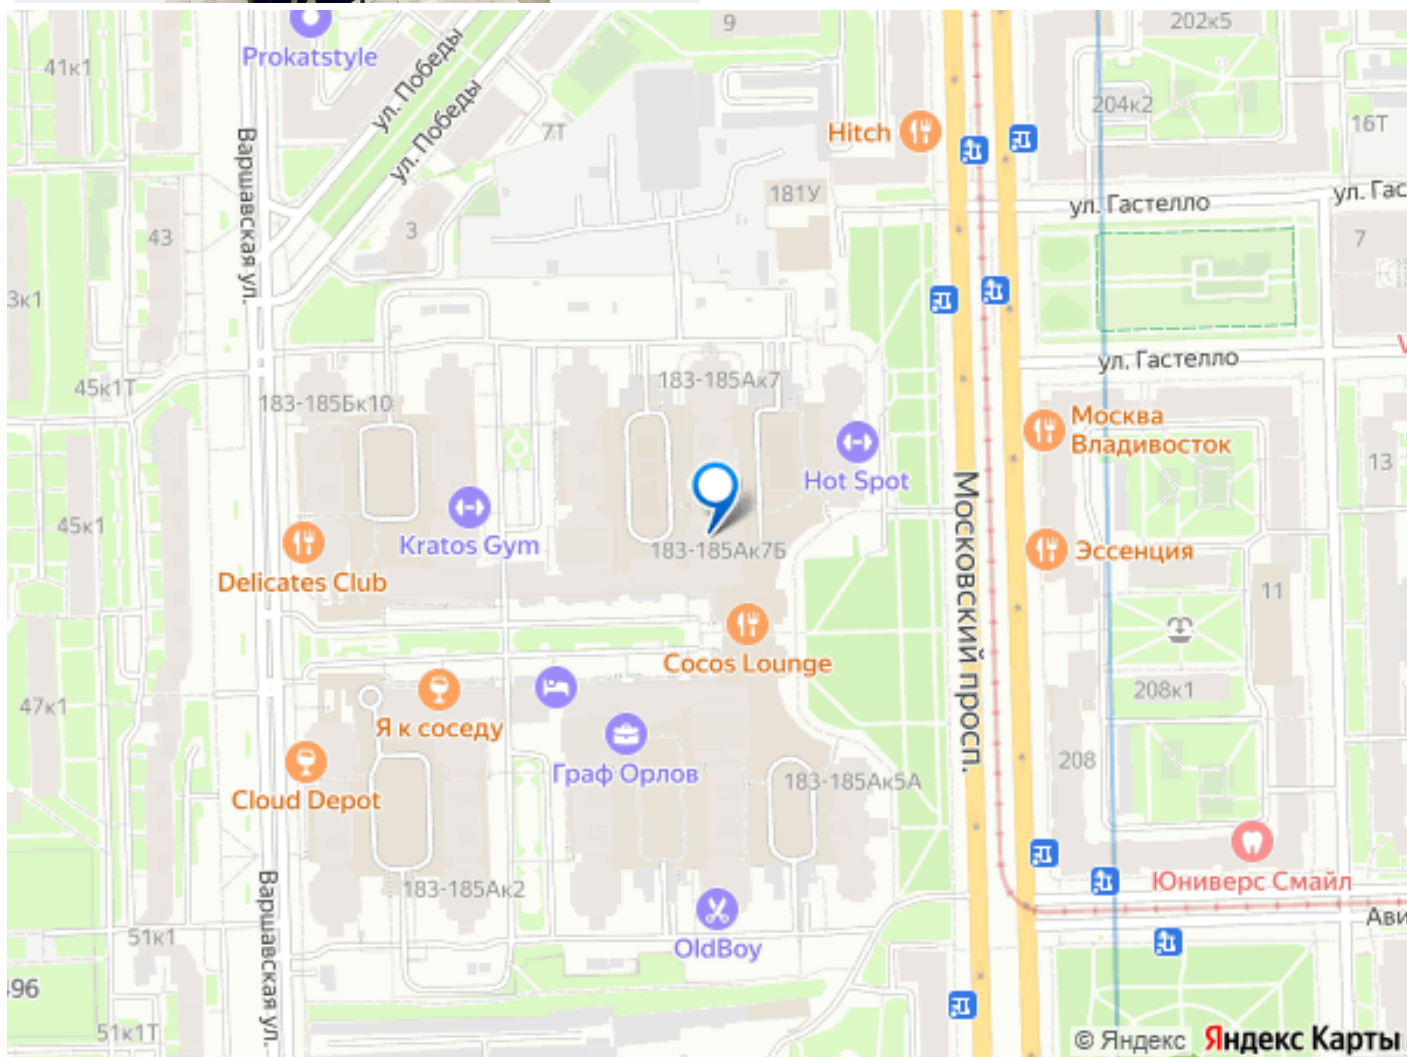 9
202к5
Prokatstyle
41к1
ул. Победы
ул. Победы
7Т
Hitch
204к2
16Т
Варшавская ул.
181У
ул. Гастелло
ул. Гас
3
43
7
3к1
ул. Гастелло
45к1Т
183-185Бк10
183-185Ак7
Москва
Владивосток
Hot Spot
13
45к1
Kratos Gym
183-185Ак7Б
Эссенция
Delicates Club
11
Московский просп.
Cocos Lounge
208к1
47к1
Я к соседу
208
Граф Орлов
183-185Ак5А
Cloud Depot
Юниверс Смайл
183-185Ак2
Ави
Варшавская ул.
51к1
OldBoy
496
51к1Т
© Яндекс Яндекс Карты